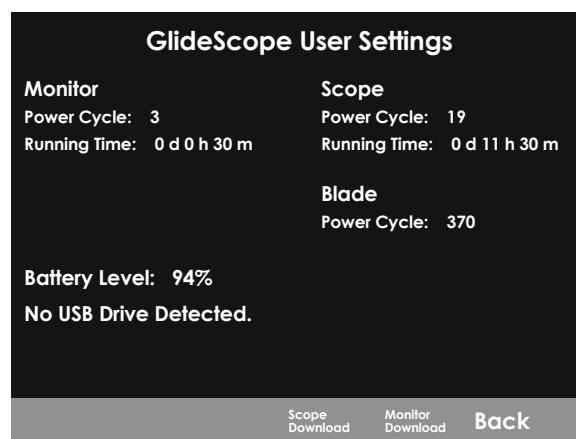 GlideScope User Settings
Monitor
Power Cycle: 3
Running Time: 0 d 0 h 30 m
Scope
Power Cycle: 19
Running Time: 0 d 11 h 30 m
Blade
Power Cycle: 370
Battery Level: 94%
No USB Drive Detected.
Scope
Download
Monitor
Download
Back